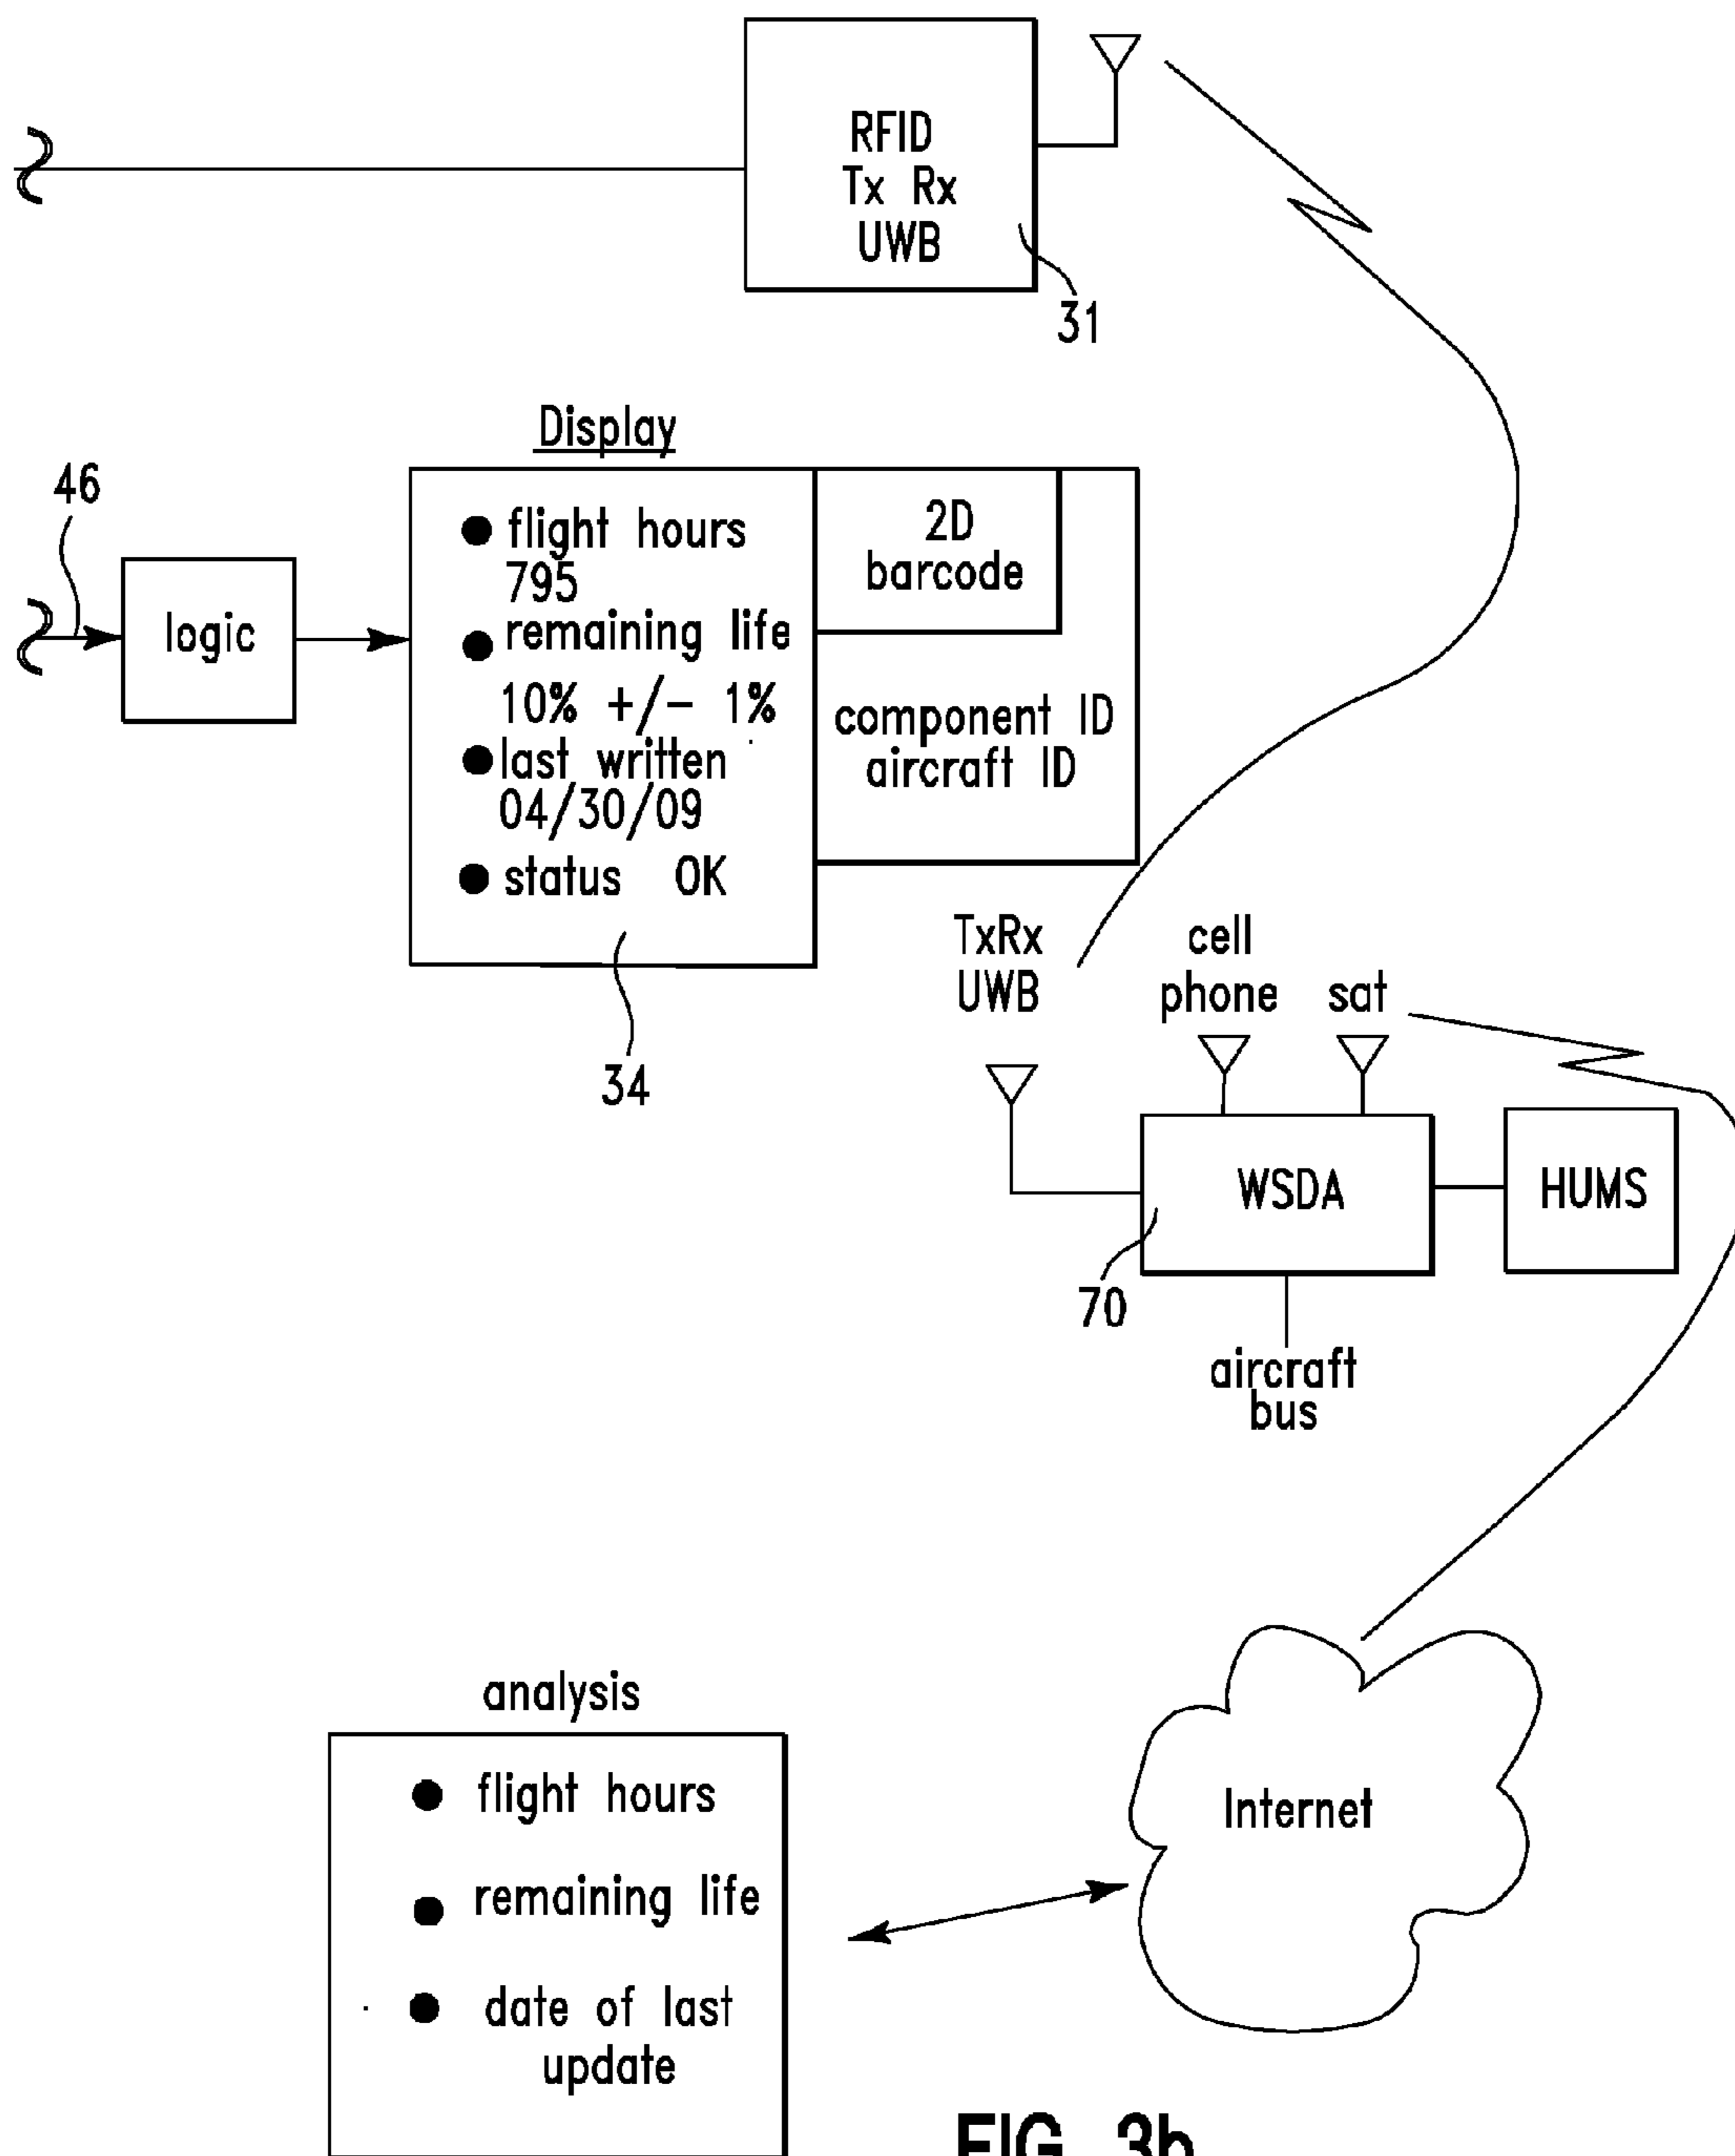 RFID
Tx Rx
UWB
31
Display
46
logic
flight hours
795
remaining life
10% +/- 1%
last written
04/30/09
status OK
2D
barcode
component ID
aircraft ID
34
TxRx
UWB
cell
phone
sat
WSDA
HUMS
70
aircraft
bus
Internet
analysis
flight hours
remaining life
date of last
update
FIG. 3b